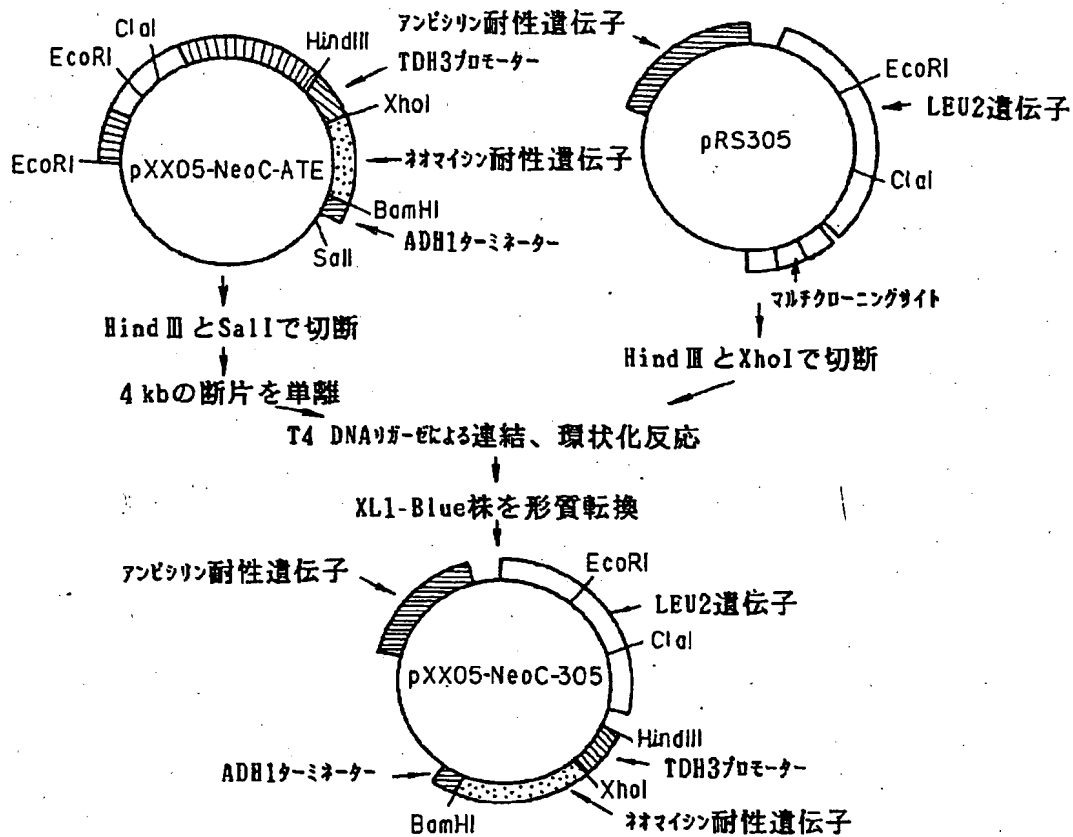 アンピシリン耐性遺伝子
ClaI
EcoRI
HindIII
TDH3プロモーター
XhoI
EcoRI
pXX05-NeoC-ATE
ネオマイシン耐性遺伝子
BamHI
ADH1ターミネーター
SalI
EcoRI
LEU2遺伝子
pRS305
ClaI
マルチクローニングサイト
HindⅢとSalIで切断
HindⅢとXhoIで切断
4kbの断片を単離
T4 DNAリガーゼによる連結、環状化反応
XL1-Blue株を形質転換
アンピシリン耐性遺伝子
EcoRI
LEU2遺伝子
ClaI
pXX05-NeoC-305
HindIII
ADH1ターミネーター
TDH3プロモーター
XhoI
BamHI
ネオマイシン耐性遺伝子